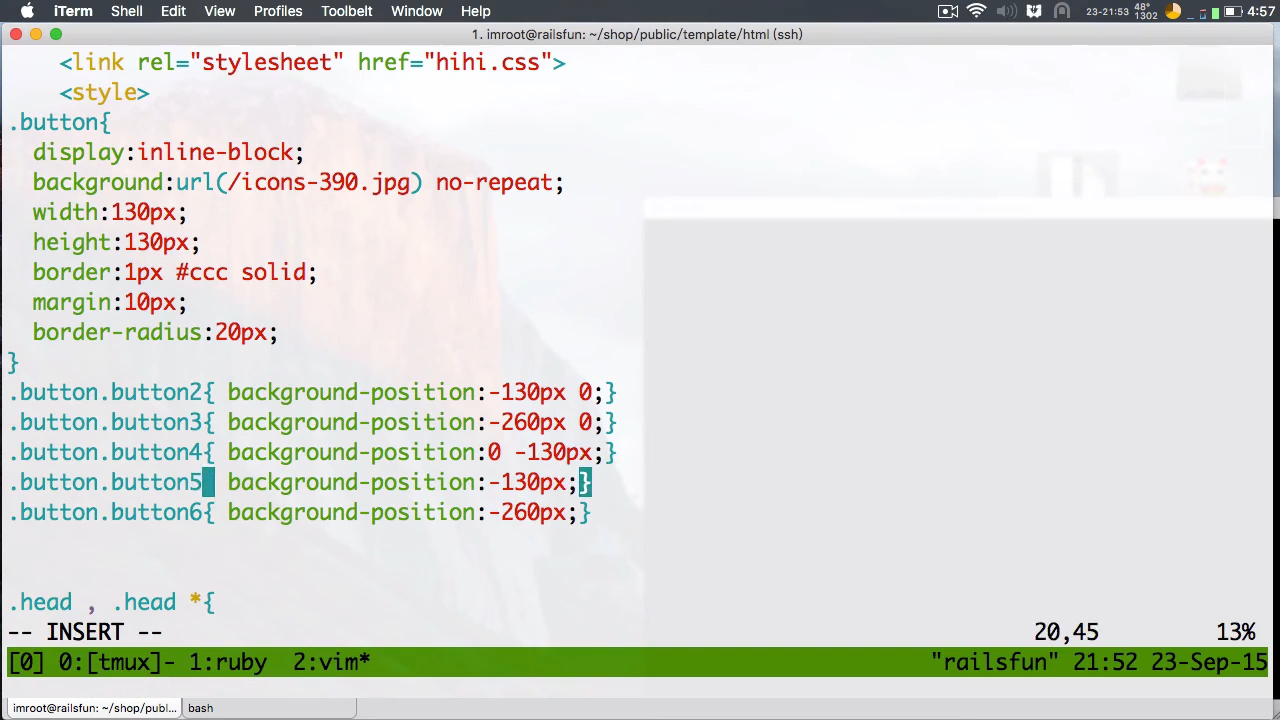 iTerm Shell Edit View Profiles Toolbelt Window Help 23-21:53 48° 1302 4:57
1. imroot@railsfun: ~/shop/public/template/html (ssh)
<link rel="stylesheet" href="hihi.css">
<style>
.button{
display:inline-block;
background:url(/icons-390.jpg) no-repeat;
width:130px;
height:130px;
border:1px #ccc solid;
margin:10px;
border-radius:20px;
}
.button.button2{ background-position:-130px 0;}
.button.button3{ background-position:-260px 0;}
.button.button4{ background-position:0 -130px;}
.button.button5 background-position:-130px;}
.button.button6{ background-position:-260px;}
.head , .head *{
-- INSERT -- 20,45 13%
[0] 0:[tmux]- 1:ruby 2:vim* "railsfun" 21:52 23-Sep-15
imroot@railsfun: ~/shop/publ... bash